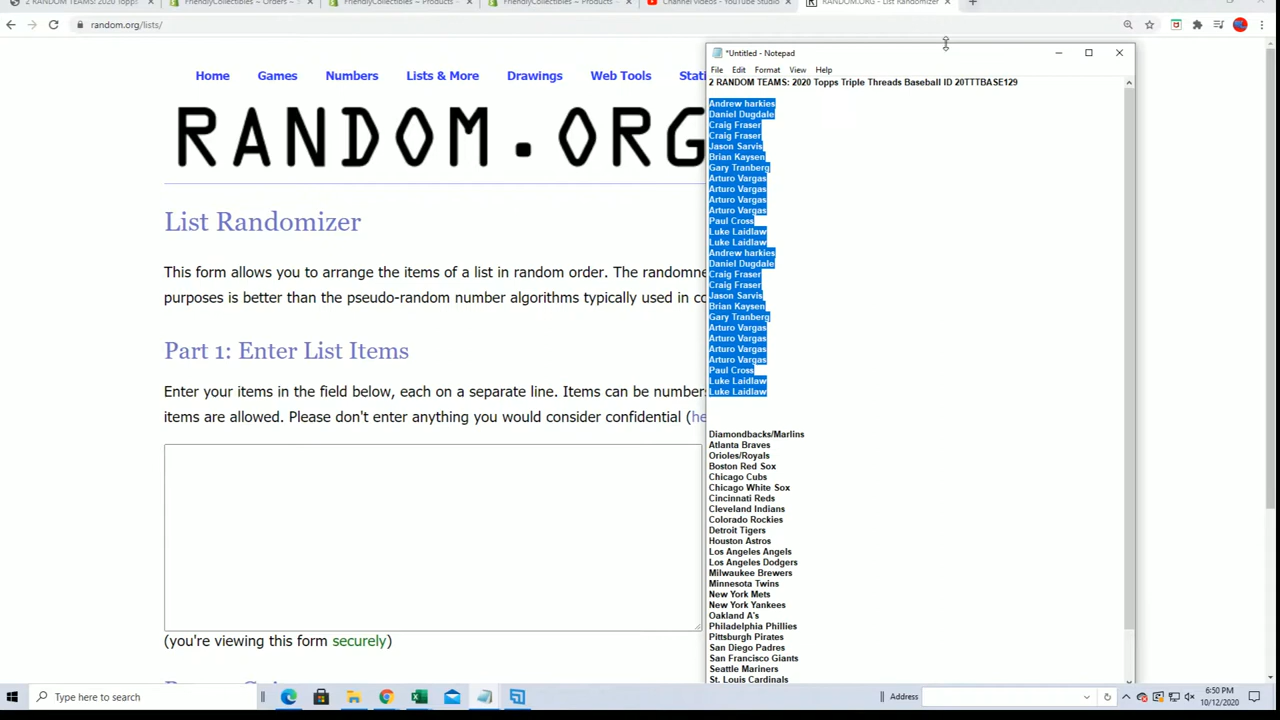 2 RANDOM TEAMS: 2020 Topps
FriendlyCollectibles – Orders –
FriendlyCollectibles – Products
FriendlyCollectibles – Products
Channel videos - YouTube Studio
RANDOM.ORG - List Randomizer
random.org/lists/
Home Games Numbers Lists & More Drawings Web Tools Stati
RANDOM.ORG
List Randomizer
This form allows you to arrange the items of a list in random order. The randomne
purposes is better than the pseudo-random number algorithms typically used in co
Part 1: Enter List Items
Enter your items in the field below, each on a separate line. Items can be number
items are allowed. Please don't enter anything you would consider confidential (he
(you're viewing this form securely)
*Untitled - Notepad
File Edit Format View Help
2 RANDOM TEAMS: 2020 Topps Triple Threads Baseball ID 20TTTBASE129
Andrew harkies
Daniel Dugdale
Craig Fraser
Craig Fraser
Jason Sarvis
Brian Kaysen
Gary Tranberg
Arturo Vargas
Arturo Vargas
Arturo Vargas
Arturo Vargas
Paul Cross
Luke Laidlaw
Luke Laidlaw
Andrew harkies
Daniel Dugdale
Craig Fraser
Craig Fraser
Jason Sarvis
Brian Kaysen
Gary Tranberg
Arturo Vargas
Arturo Vargas
Arturo Vargas
Arturo Vargas
Paul Cross
Luke Laidlaw
Luke Laidlaw
Diamondbacks/Marlins
Atlanta Braves
Orioles/Royals
Boston Red Sox
Chicago Cubs
Chicago White Sox
Cincinnati Reds
Cleveland Indians
Colorado Rockies
Detroit Tigers
Houston Astros
Los Angeles Angels
Los Angeles Dodgers
Milwaukee Brewers
Minnesota Twins
New York Mets
New York Yankees
Oakland A's
Philadelphia Phillies
Pittsburgh Pirates
San Diego Padres
San Francisco Giants
Seattle Mariners
St. Louis Cardinals
Type here to search
Address
6:50 PM
10/12/2020